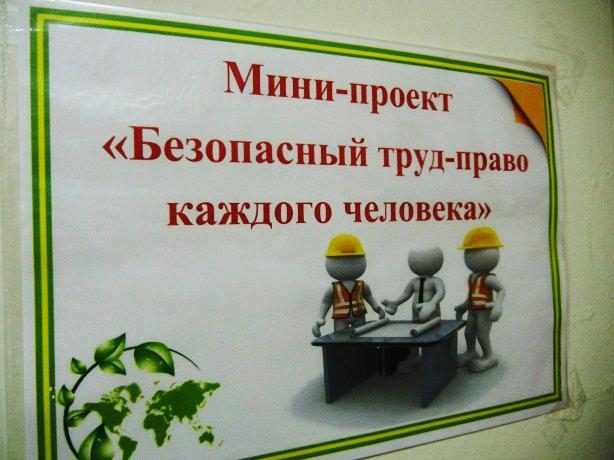 Мини-проект
«Безопасный труд-право
каждого человека»